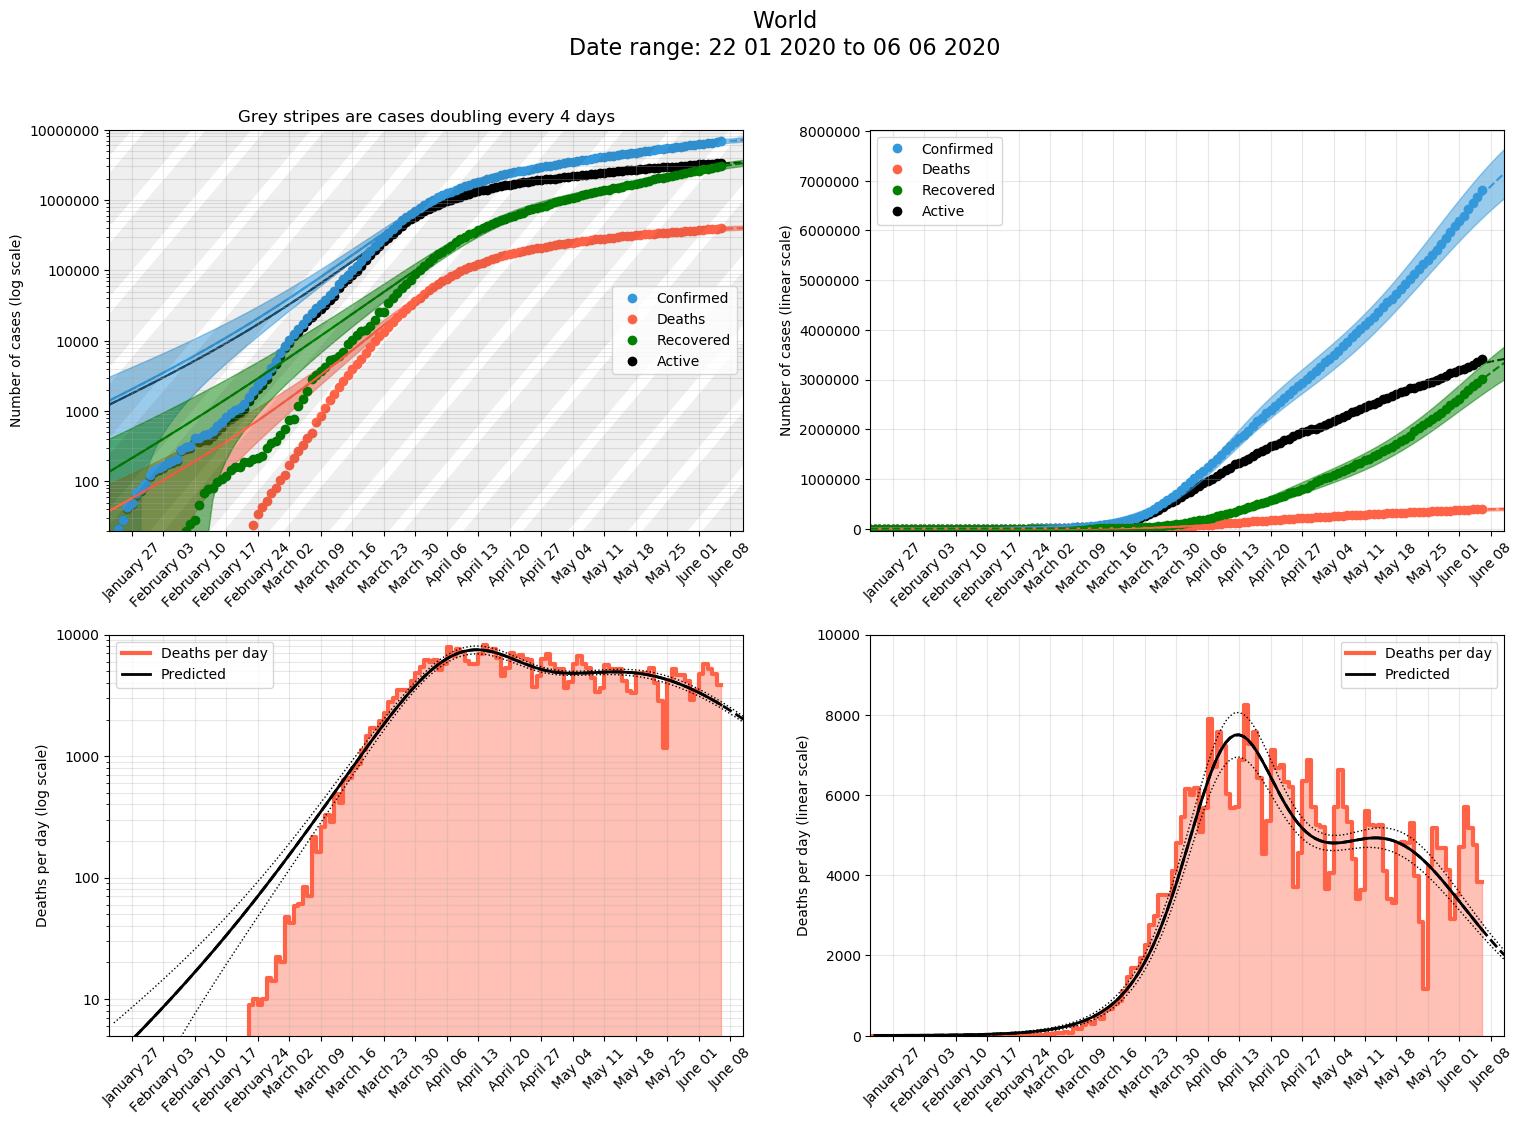 World
Date range: 22 01 2020 to 06 06 2020
Grey stripes are cases doubling every 4 days
Number of cases (log scale)
10000000
1000000
100000
10000
1000
100
Confirmed
Deaths
Recovered
Active
January 27
February 03
February 10
February 17
February 24
March 02
March 09
March 16
March 23
March 30
April 06
April 13
April 20
April 27
May 04
May 11
May 18
May 25
June 01
June 08
Number of cases (linear scale)
8000000
7000000
6000000
5000000
4000000
3000000
2000000
1000000
0
Confirmed
Deaths
Recovered
Active
January 27
February 03
February 10
February 17
February 24
March 02
March 09
March 16
March 23
March 30
April 06
April 13
April 20
April 27
May 04
May 11
May 18
May 25
June 01
June 08
Deaths per day (log scale)
10000
1000
100
10
Deaths per day
Predicted
January 27
February 03
February 10
February 17
February 24
March 02
March 09
March 16
March 23
March 30
April 06
April 13
April 20
April 27
May 04
May 11
May 18
May 25
June 01
June 08
Deaths per day (linear scale)
10000
8000
6000
4000
2000
0
Deaths per day
Predicted
January 27
February 03
February 10
February 17
February 24
March 02
March 09
March 16
March 23
March 30
April 06
April 13
April 20
April 27
May 04
May 11
May 18
May 25
June 01
June 08